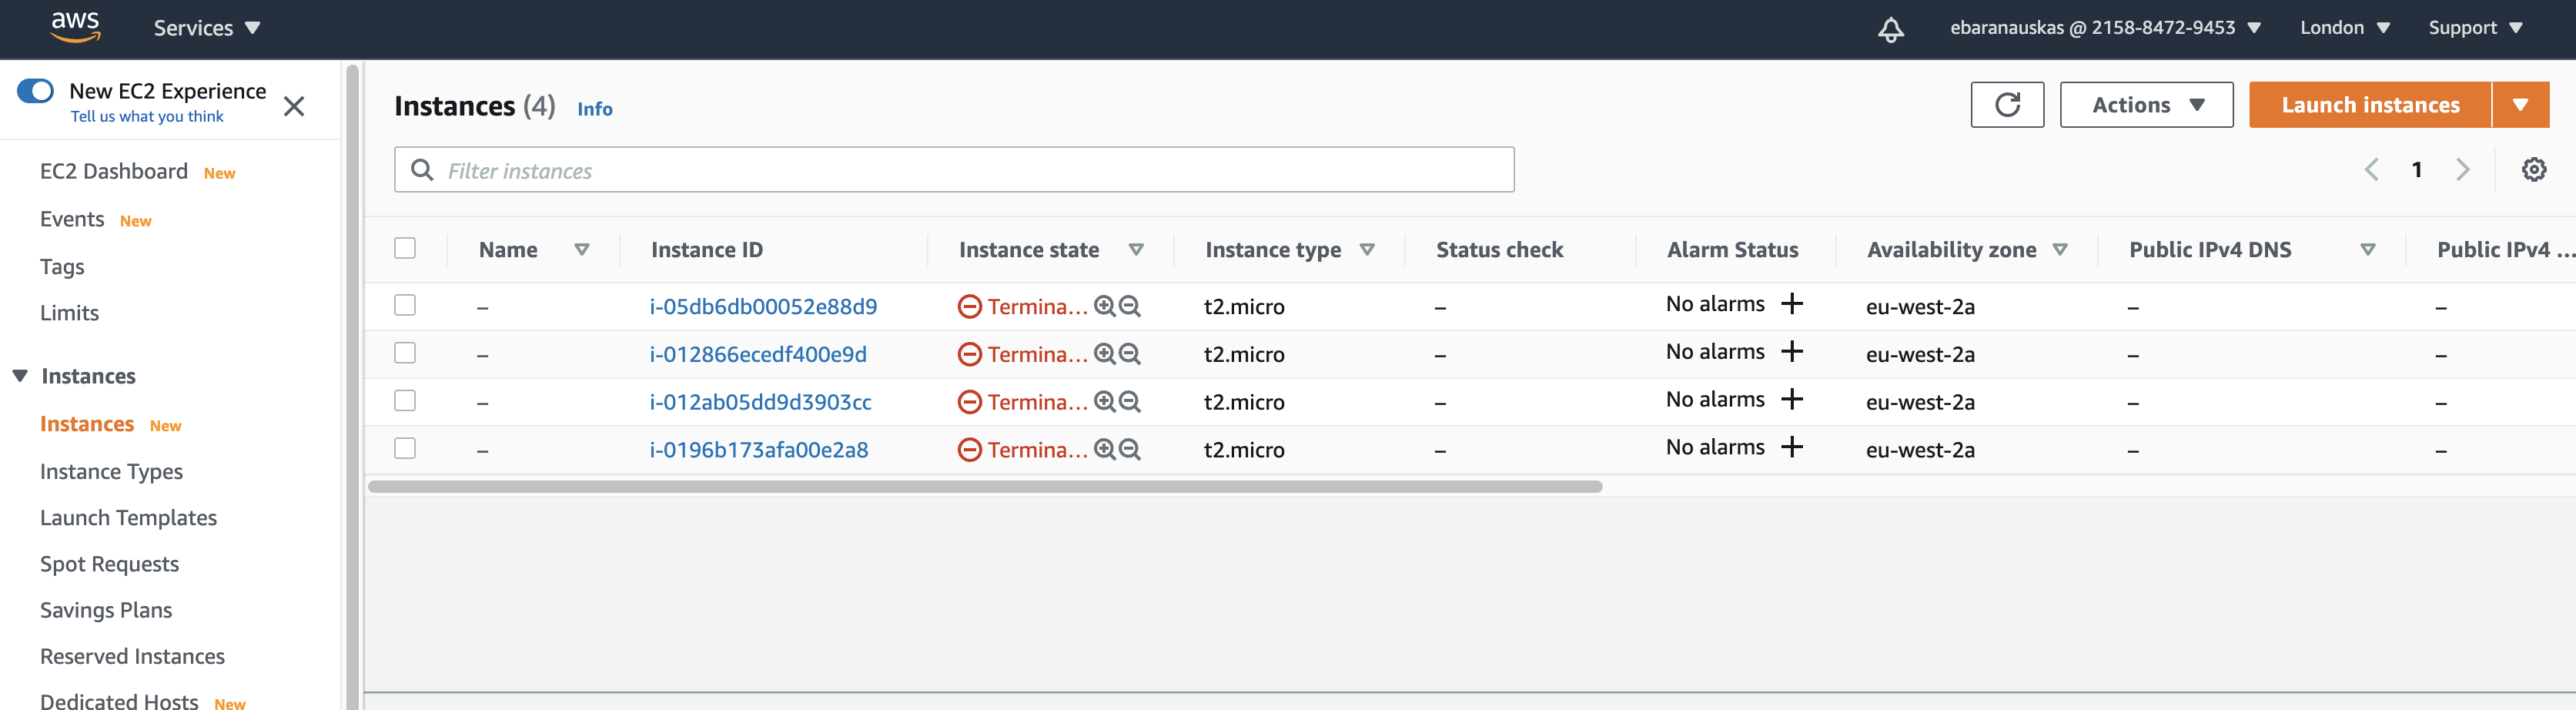 aws Services ebaranauskas @ 2158-8472-9453 London Support
New EC2 Experience
Tell us what you think
EC2 Dashboard New
Events New
Tags
Limits
Instances
Instances New
Instance Types
Launch Templates
Spot Requests
Savings Plans
Reserved Instances
Dedicated Hosts New
Instances (4) Info Actions Launch instances
Filter instances 1
Name Instance ID Instance state Instance type Status check Alarm Status Availability zone Public IPv4 DNS Public IPv4 ...
– i-05db6db00052e88d9 Termina... t2.micro – No alarms + eu-west-2a – –
– i-012866ecedf400e9d Termina... t2.micro – No alarms + eu-west-2a – –
– i-012ab05dd9d3903cc Termina... t2.micro – No alarms + eu-west-2a – –
– i-0196b173afa00e2a8 Termina... t2.micro – No alarms + eu-west-2a – –